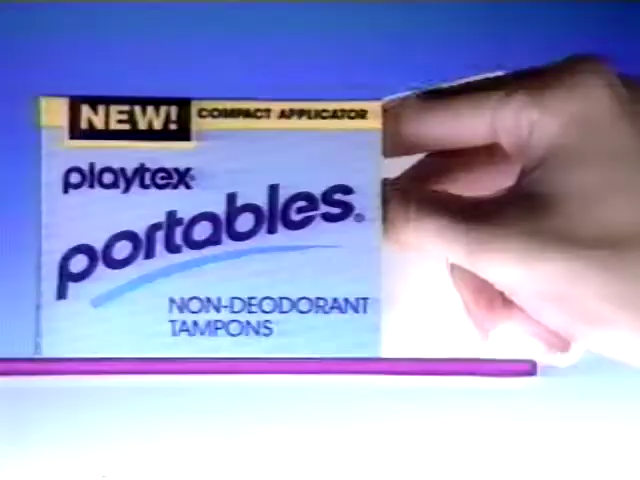 NEW! COMPACT APPLICATOR
playtex
portables®
NON-DEODORANT
TAMPONS